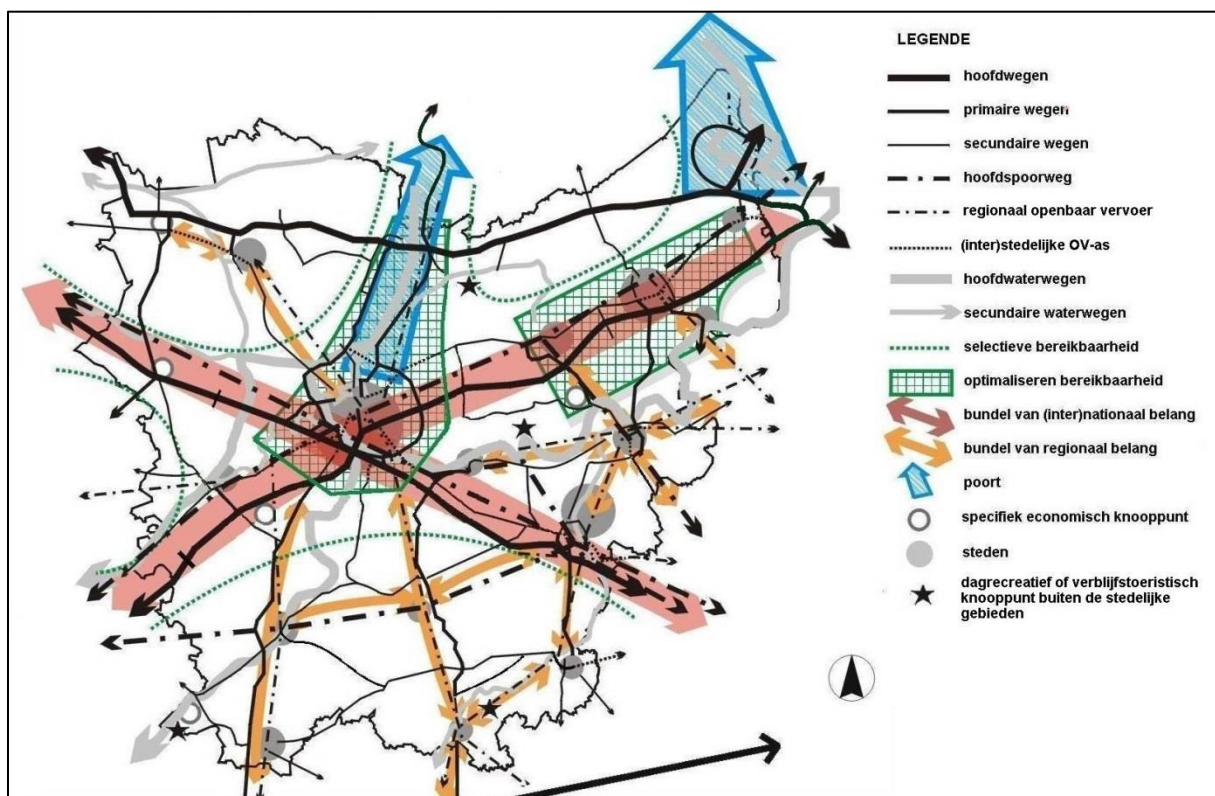 LEGENDE
hoofdwegen
primaire wegen
secundaire wegen
hoofdspoorweg
regionaal openbaar vervoer
(inter)stedelijke OV-as
hoofdwaterwegen
secundaire waterwegen
selectieve bereikbaarheid
optimaliseren bereikbaarheid
bundel van (inter)nationaal belang
bundel van regionaal belang
poort
specifiek economisch knooppunt
steden
dagrecreatief of verblijfstoeristisch
knooppunt buiten de stedelijke
gebieden